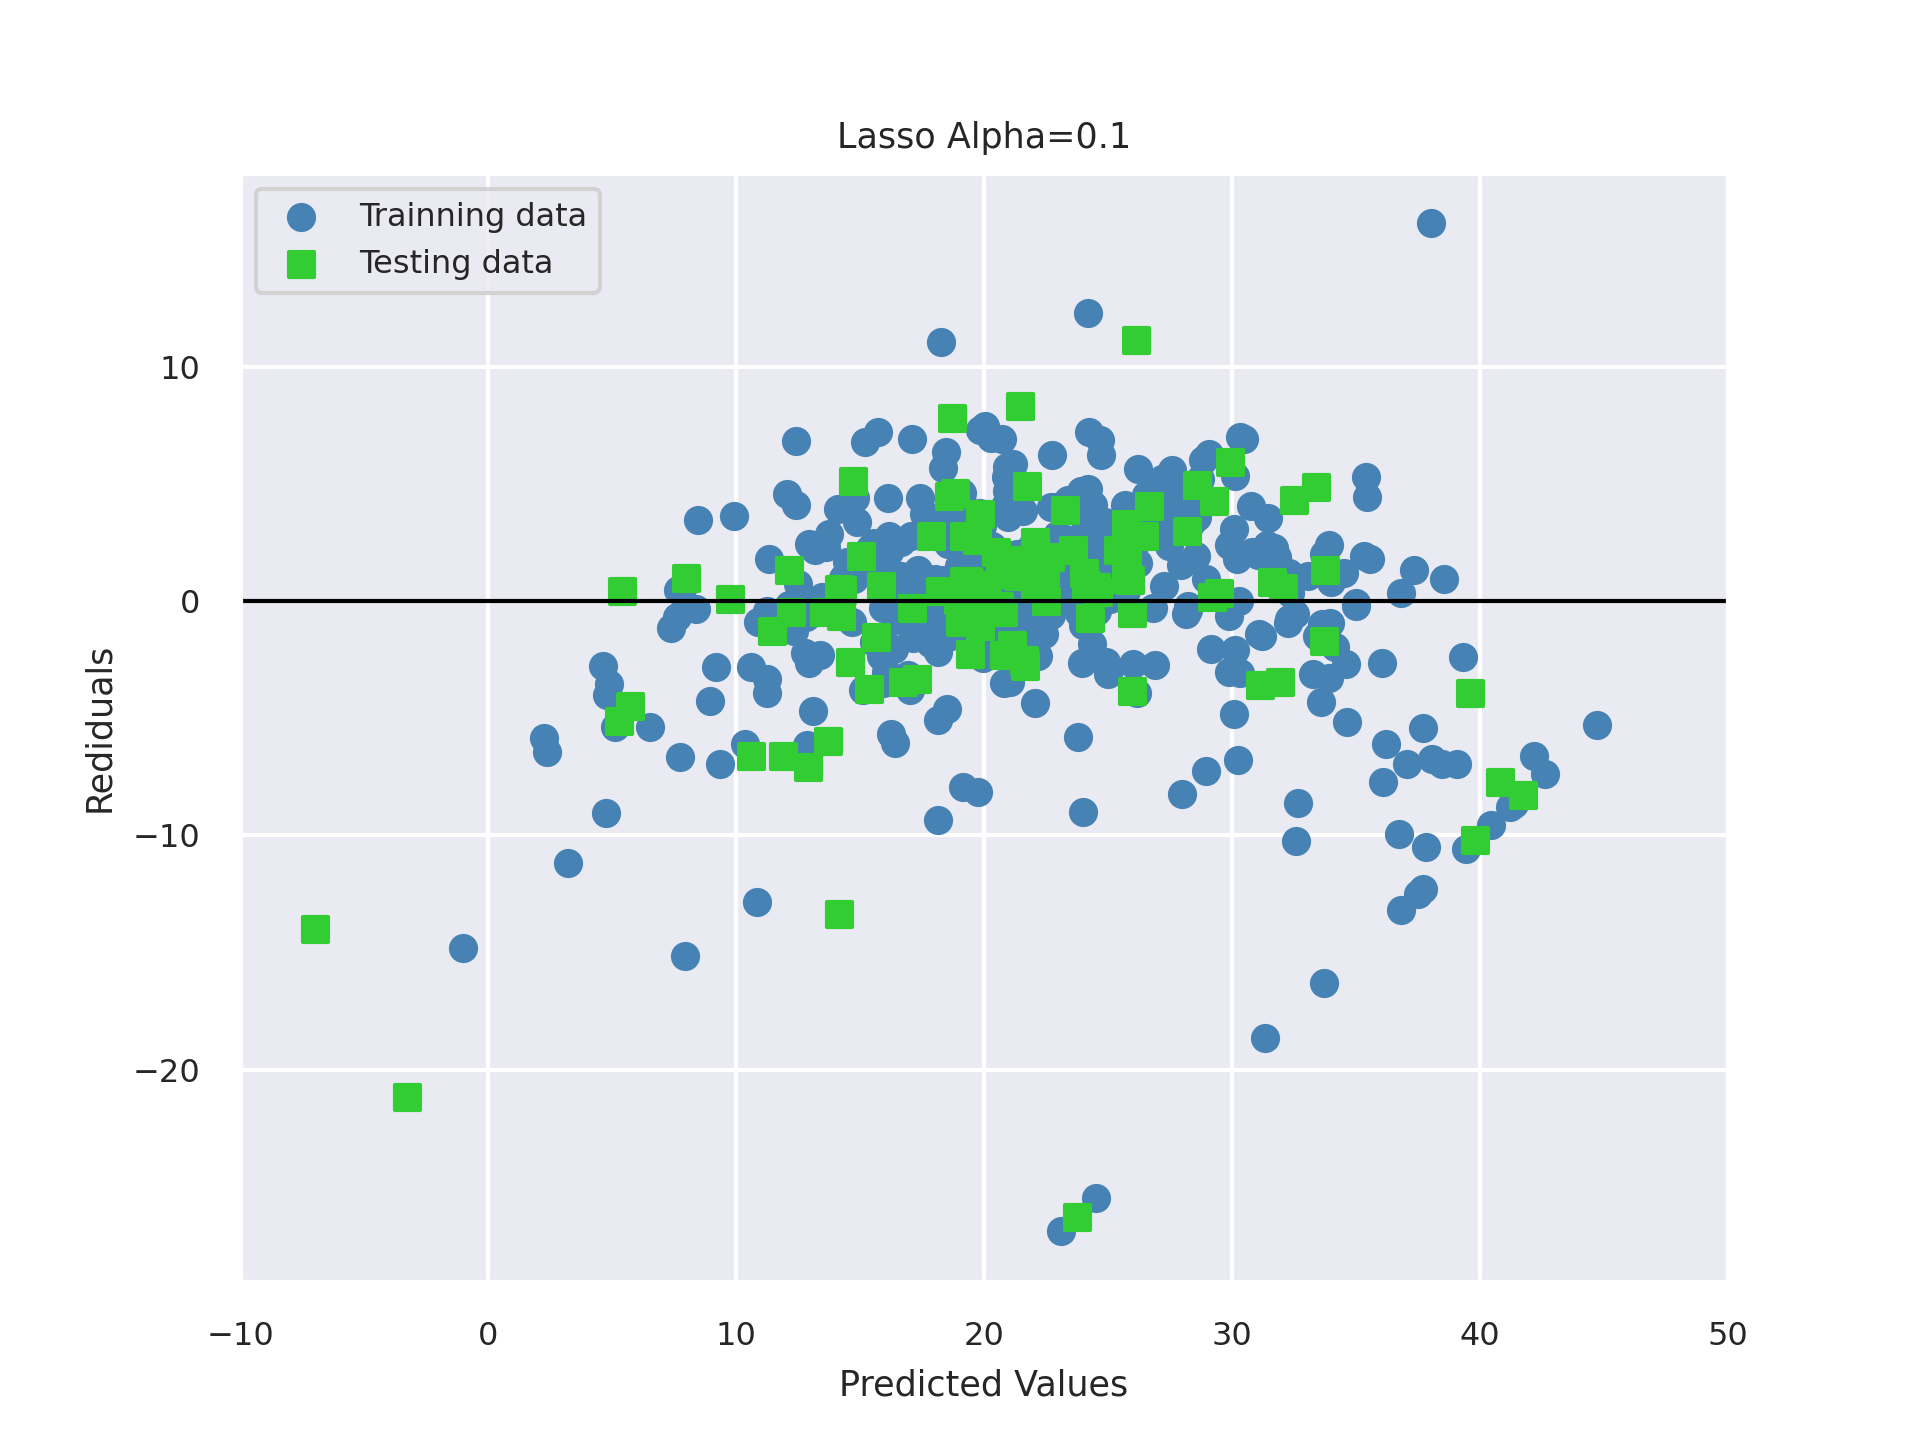 Lasso Alpha=0.1
Trainning data
Testing data
10
0
−10
−20
Rediduals
−10 0 10 20 30 40 50
Predicted Values